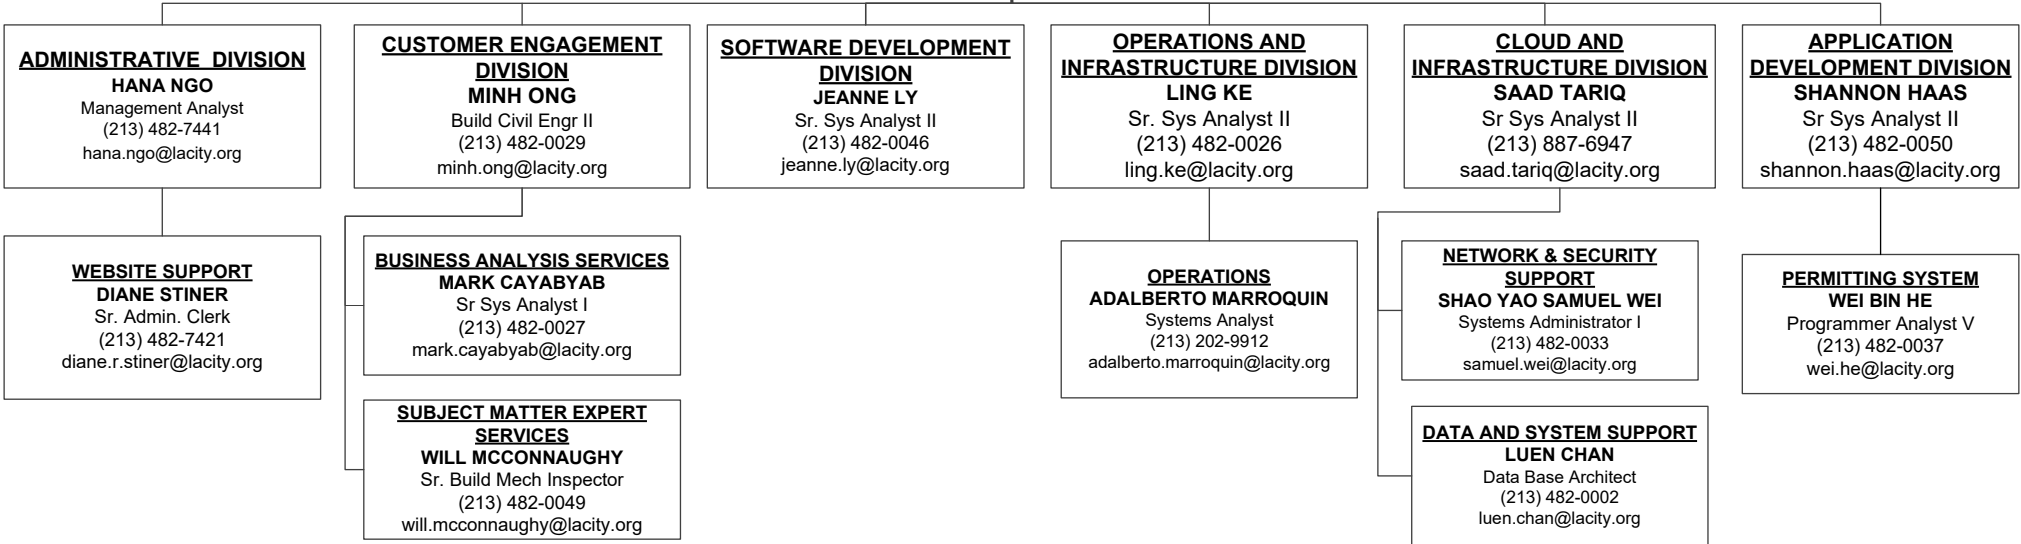 ADMINISTRATIVE DIVISION
HANA NGO
Management Analyst
(213) 482-7441
hana.ngo@lacity.org
CUSTOMER ENGAGEMENT
DIVISION
MINH ONG
Build Civil Engr II
(213) 482-0029
minh.ong@lacity.org
SOFTWARE DEVELOPMENT
DIVISION
JEANNE LY
Sr. Sys Analyst II
(213) 482-0046
jeanne.ly@lacity.org
OPERATIONS AND
INFRASTRUCTURE DIVISION
LING KE
Sr. Sys Analyst II
(213) 482-0026
ling.ke@lacity.org
CLOUD AND
INFRASTRUCTURE DIVISION
SAAD TARIQ
Sr Sys Analyst II
(213) 887-6947
saad.tariq@lacity.org
APPLICATION
DEVELOPMENT DIVISION
SHANNON HAAS
Sr Sys Analyst II
(213) 482-0050
shannon.haas@lacity.org
WEBSITE SUPPORT
DIANE STINER
Sr. Admin. Clerk
(213) 482-7421
diane.r.stiner@lacity.org
BUSINESS ANALYSIS SERVICES
MARK CAYABYAB
Sr Sys Analyst I
(213) 482-0027
mark.cayabyab@lacity.org
SUBJECT MATTER EXPERT
SERVICES
WILL MCCONNAUGHY
Sr. Build Mech Inspector
(213) 482-0049
will.mcconnaughy@lacity.org
OPERATIONS
ADALBERTO MARROQUIN
Systems Analyst
(213) 202-9912
adalberto.marroquin@lacity.org
NETWORK & SECURITY
SUPPORT
SHAO YAO SAMUEL WEI
Systems Administrator I
(213) 482-0033
samuel.wei@lacity.org
DATA AND SYSTEM SUPPORT
LUEN CHAN
Data Base Architect
(213) 482-0002
luen.chan@lacity.org
PERMITTING SYSTEM
WEI BIN HE
Programmer Analyst V
(213) 482-0037
wei.he@lacity.org